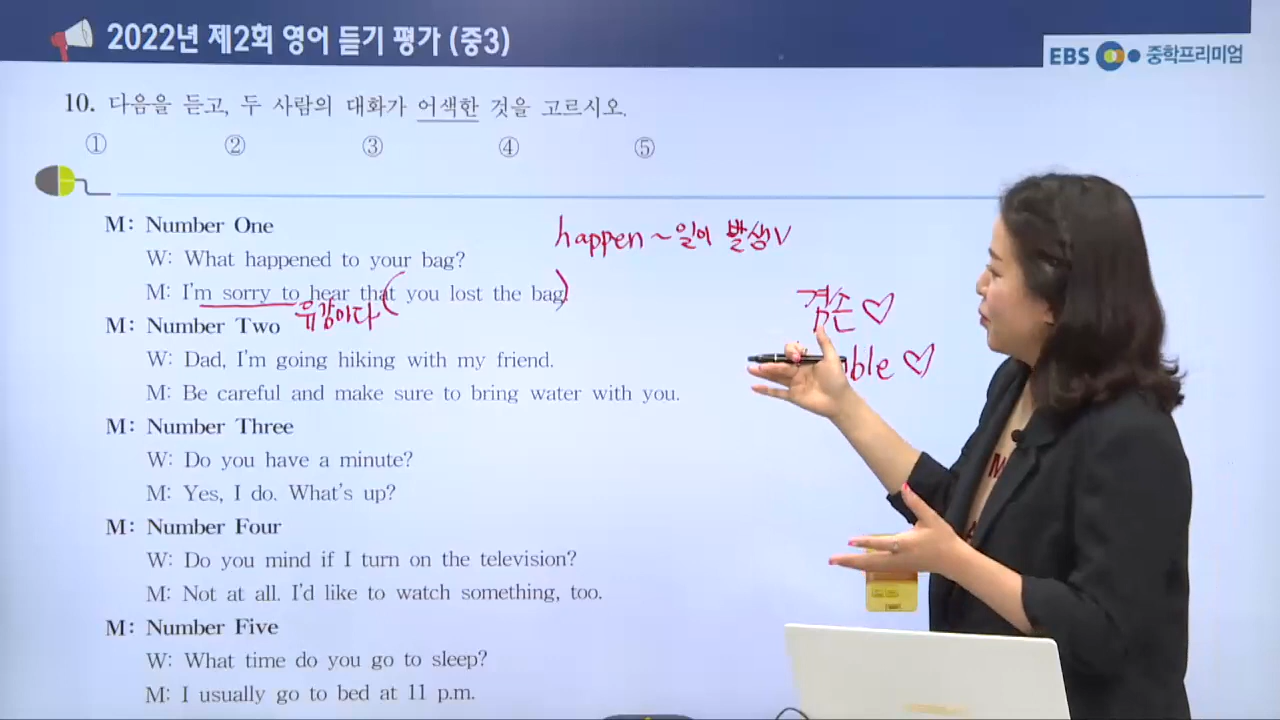 2022년 제2회 영어 듣기 평가 (중3)
EBS 중학프리미엄
10. 다음을 듣고, 두 사람의 대화가 어색한 것을 고르시오.
① ② ③ ④ ⑤
M: Number One
happen ~일이 발생V
W: What happened to your bag?
M: I'm sorry to hear that (you lost the bag)
유감이다
겸손♡
M: Number Two
ble ♡
W: Dad, I'm going hiking with my friend.
M: Be careful and make sure to bring water with you.
M: Number Three
W: Do you have a minute?
M: Yes, I do. What's up?
M: Number Four
W: Do you mind if I turn on the television?
M: Not at all. I'd like to watch something, too.
M: Number Five
W: What time do you go to sleep?
M: I usually go to bed at 11 p.m.